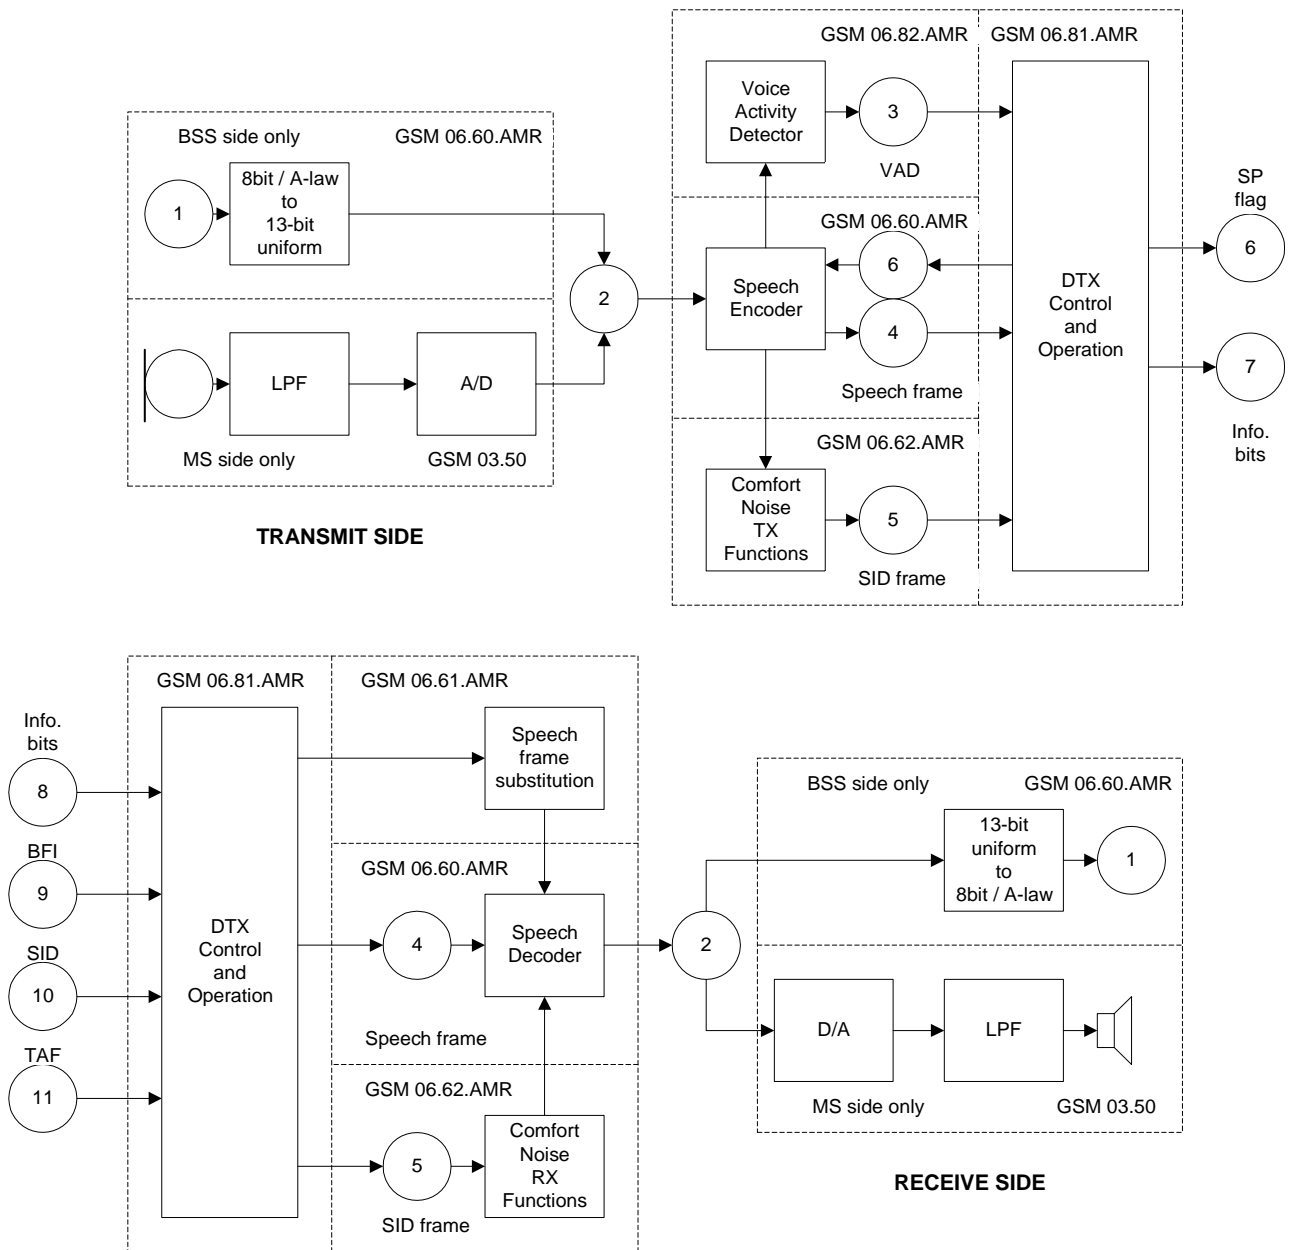 GSM 06.82.AMR
GSM 06.81.AMR
Voice
Activity
Detector
3
VAD
BSS side only
GSM 06.60.AMR
1
8bit / A-law
to
13-bit
uniform
2
LPF
A/D
MS side only
GSM 03.50
TRANSMIT SIDE
GSM 06.60.AMR
Speech
Encoder
6
4
Speech frame
GSM 06.62.AMR
Comfort
Noise
TX
Functions
5
SID frame
DTX
Control
and
Operation
SP
flag
6
7
Info.
bits
GSM 06.81.AMR
GSM 06.61.AMR
Info.
bits
8
BFI
9
SID
10
TAF
11
DTX
Control
and
Operation
Speech
frame
substitution
GSM 06.60.AMR
4
Speech
Decoder
Speech frame
GSM 06.62.AMR
5
Comfort
Noise
RX
Functions
SID frame
2
BSS side only
GSM 06.60.AMR
13-bit
uniform
to
8bit / A-law
1
D/A
LPF
MS side only
GSM 03.50
RECEIVE SIDE